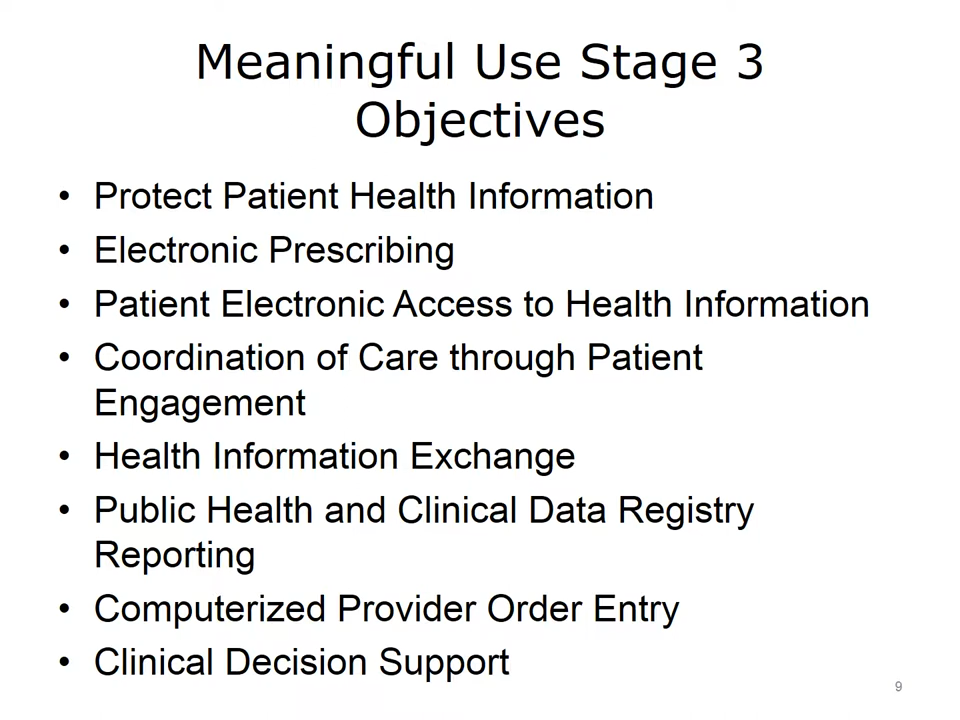 Meaningful Use Stage 3
Objectives
• Protect Patient Health Information
• Electronic Prescribing
• Patient Electronic Access to Health Information
• Coordination of Care through Patient
Engagement
• Health Information Exchange
• Public Health and Clinical Data Registry
Reporting
• Computerized Provider Order Entry
• Clinical Decision Support
9